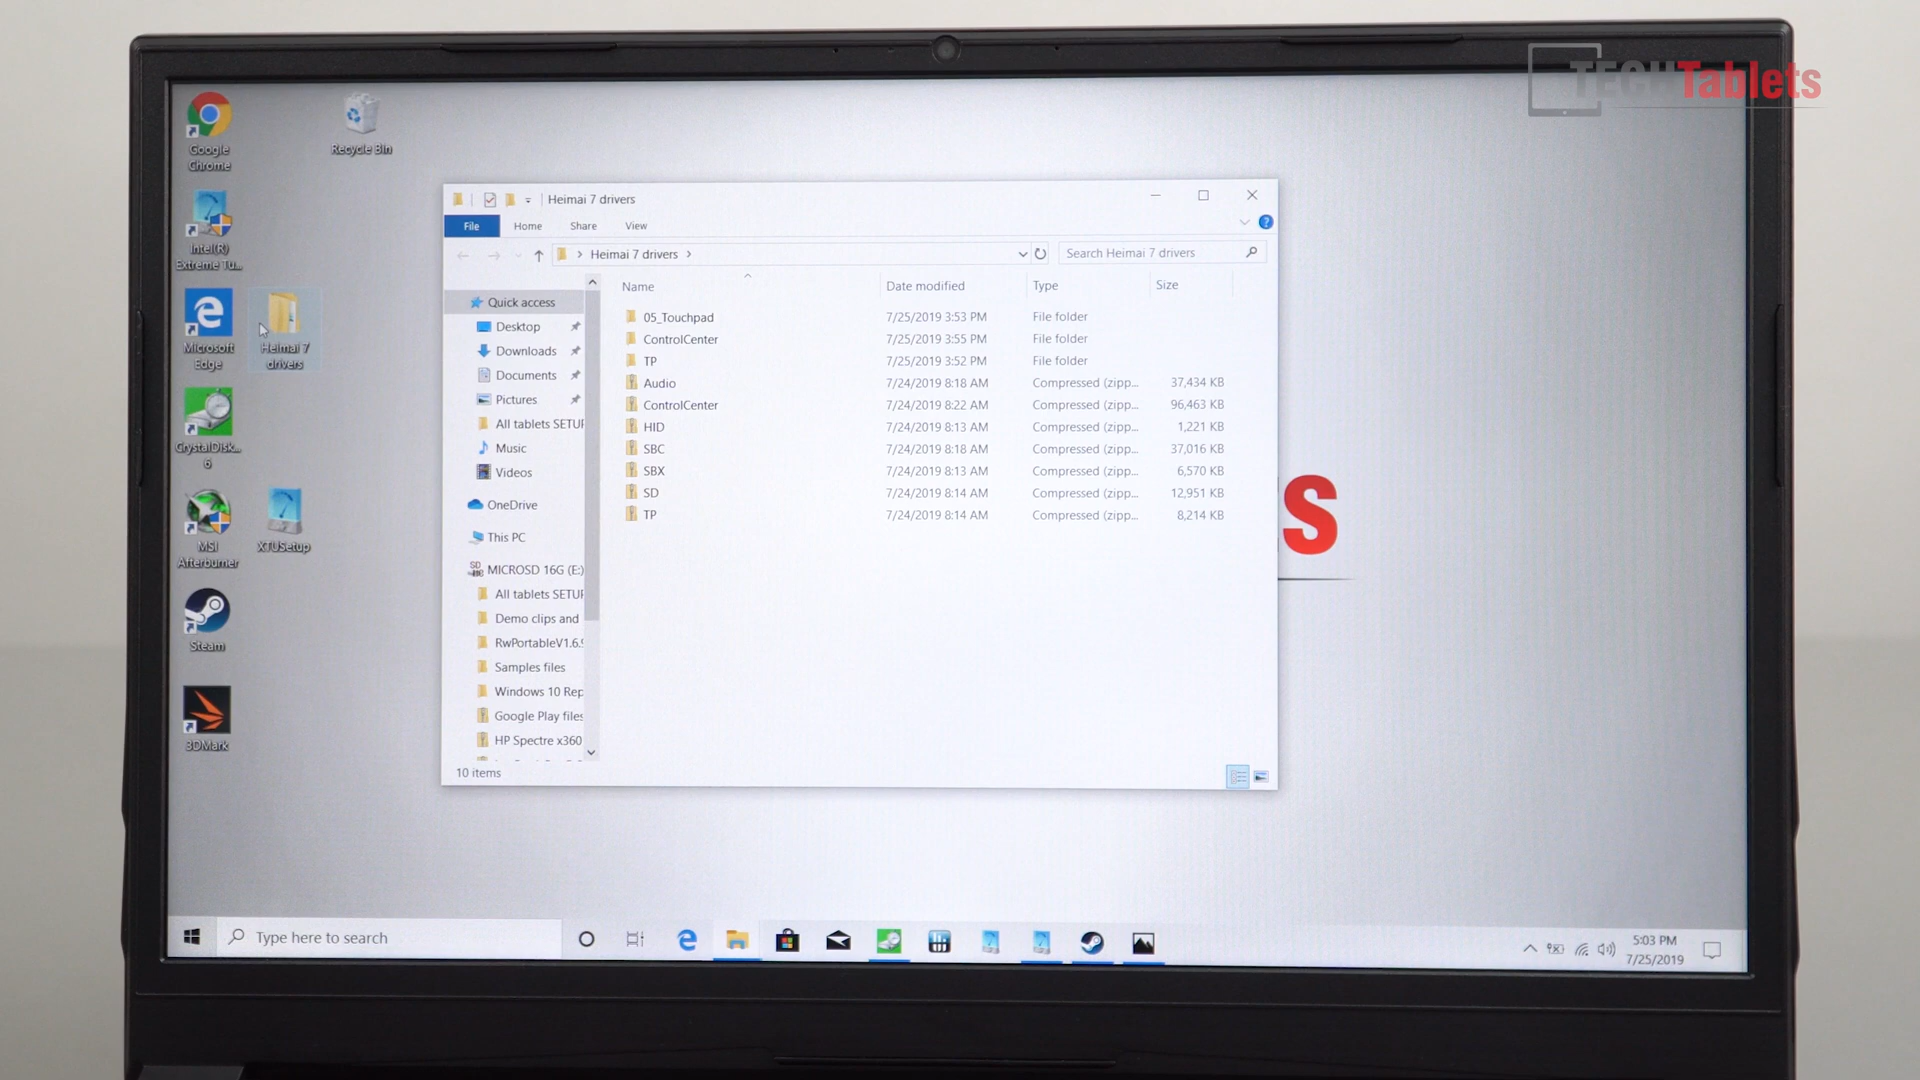 TECHTablets
Google
Chrome
Recycle Bin
Intel(R)
Extreme Tu...
Microsoft
Edge
Heimai 7
drivers
CrystalDisk...
6
MSI
Afterburner
XTUSetup
Steam
3DMark
Heimai 7 drivers
File Home Share View
Heimai 7 drivers
Search Heimai 7 drivers
Quick access
Desktop
Downloads
Documents
Pictures
All tablets SETUP
Music
Videos
OneDrive
This PC
MICROSD 16G (E:)
All tablets SETUP
Demo clips and
RwPortableV1.6.9
Samples files
Windows 10 Rep
Google Play files
HP Spectre x360
Name Date modified Type Size
05_Touchpad 7/25/2019 3:53 PM File folder
ControlCenter 7/25/2019 3:55 PM File folder
TP 7/25/2019 3:52 PM File folder
Audio 7/24/2019 8:18 AM Compressed (zipp... 37,434 KB
ControlCenter 7/24/2019 8:22 AM Compressed (zipp... 96,463 KB
HID 7/24/2019 8:13 AM Compressed (zipp... 1,221 KB
SBC 7/24/2019 8:18 AM Compressed (zipp... 37,016 KB
SBX 7/24/2019 8:13 AM Compressed (zipp... 6,570 KB
SD 7/24/2019 8:14 AM Compressed (zipp... 12,951 KB
TP 7/24/2019 8:14 AM Compressed (zipp... 8,214 KB
10 items
s
Type here to search
5:03 PM
7/25/2019